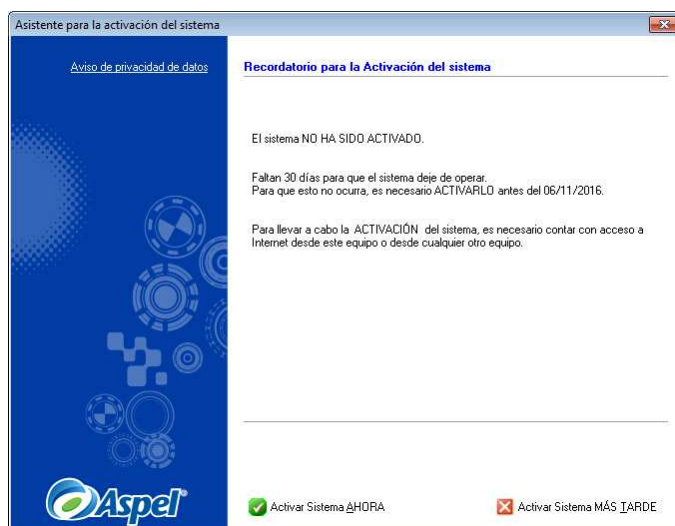 Asistente para la activación del sistema
Aviso de privacidad de datos
Recordatorio para la Activación del sistema
El sistema NO HA SIDO ACTIVADO.
Faltan 30 días para que el sistema deje de operar.
Para que esto no ocurra, es necesario ACTIVARLO antes del 06/11/2016.
Para llevar a cabo la ACTIVACIÓN del sistema, es necesario contar con acceso a
Internet desde este equipo o desde cualquier otro equipo.
Aspel®
Activar Sistema AHORA
Activar Sistema MÁS TARDE